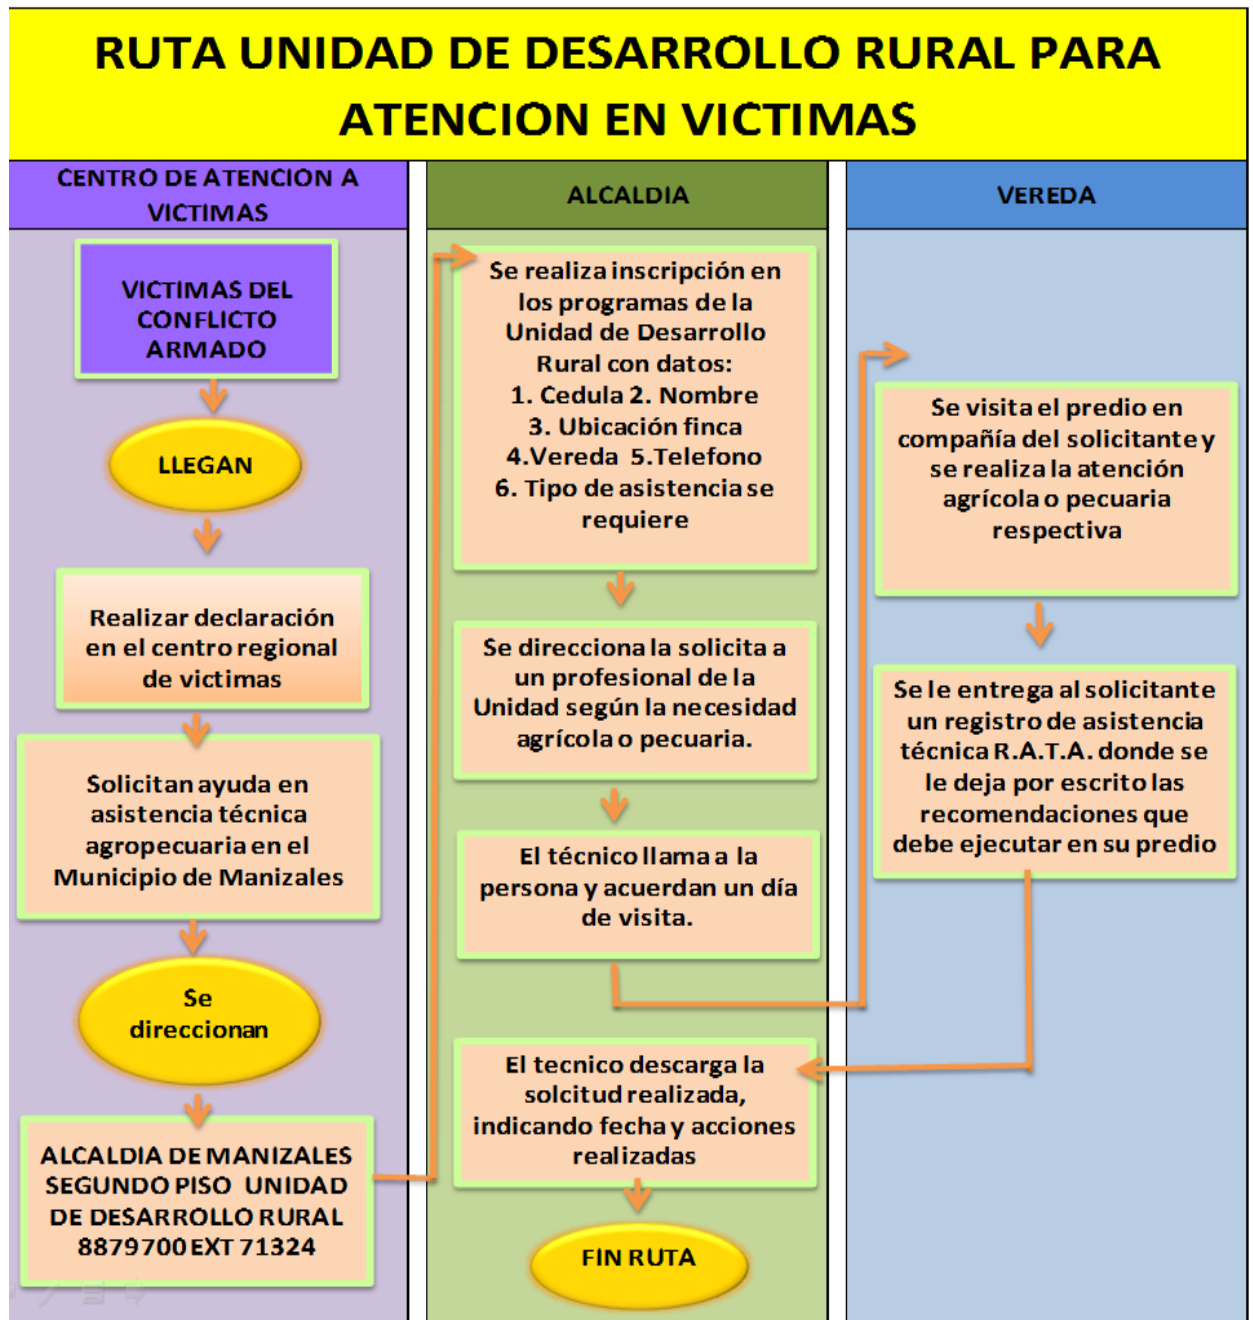 RUTA UNIDAD DE DESARROLLO RURAL PARA
ATENCION EN VICTIMAS
CENTRO DE ATENCION A
VICTIMAS
VICTIMAS DEL
CONFLICTO
ARMADO
LLEGAN
Realizar declaración
en el centro regional
de victimas
Solicitan ayuda en
asistencia técnica
agropecuaria en el
Municipio de Manizales
Se
direccionan
ALCALDIA DE MANIZALES
SEGUNDO PISO UNIDAD
DE DESARROLLO RURAL
8879700 EXT 71324
ALCALDIA
Se realiza inscripción en
los programas de la
Unidad de Desarrollo
Rural con datos:
1. Cedula 2. Nombre
3. Ubicación finca
4.Vereda 5.Telefono
6. Tipo de asistencia se
requiere
Se direcciona la solicita a
un profesional de la
Unidad según la necesidad
agrícola o pecuaria.
El técnico llama a la
persona y acuerdan un día
de visita.
El tecnico descarga la
solcitud realizada,
indicando fecha y acciones
realizadas
FIN RUTA
VEREDA
Se visita el predio en
compañía del solicitante y
se realiza la atención
agrícola o pecuaria
respectiva
Se le entrega al solicitante
un registro de asistencia
técnica R.A.T.A. donde se
le deja por escrito las
recomendaciones que
debe ejecutar en su predio